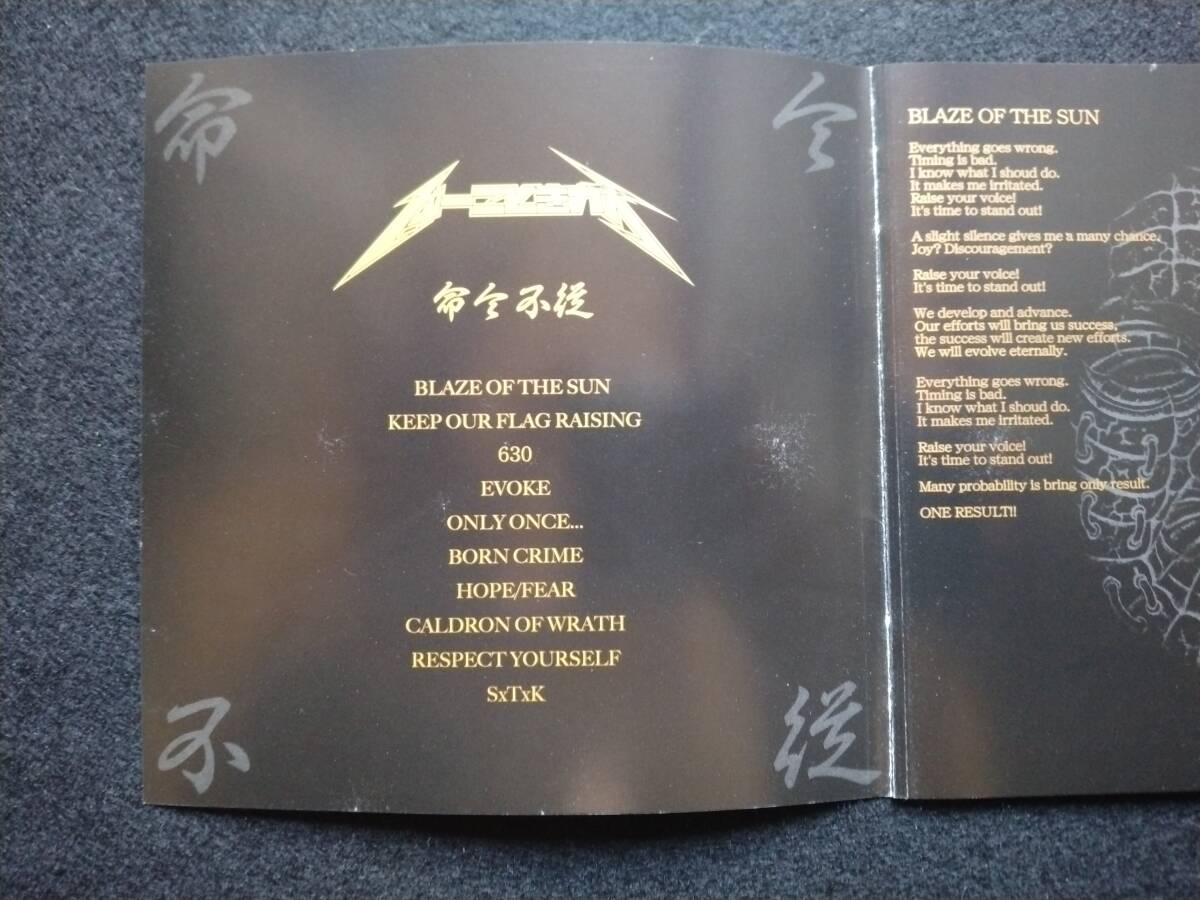 命
令
命令不従
BLAZE OF THE SUN
KEEP OUR FLAG RAISING
630
EVOKE
ONLY ONCE...
BORN CRIME
HOPE/FEAR
CALDRON OF WRATH
RESPECT YOURSELF
SxTxK
不
従
BLAZE OF THE SUN
Everything goes wrong.
Timing is bad.
I know what I shoud do.
It makes me irritated.
Raise your voice!
It's time to stand out!
A slight silence gives me a many chance.
Joy? Discouragement?
Raise your voice!
It's time to stand out!
We develop and advance.
Our efforts will bring us success,
the success will create new efforts.
We will evolve eternally.
Everything goes wrong.
Timing is bad.
I know what I shoud do.
It makes me irritated.
Raise your voice!
It's time to stand out!
Many probability is bring only result.
ONE RESULT!!